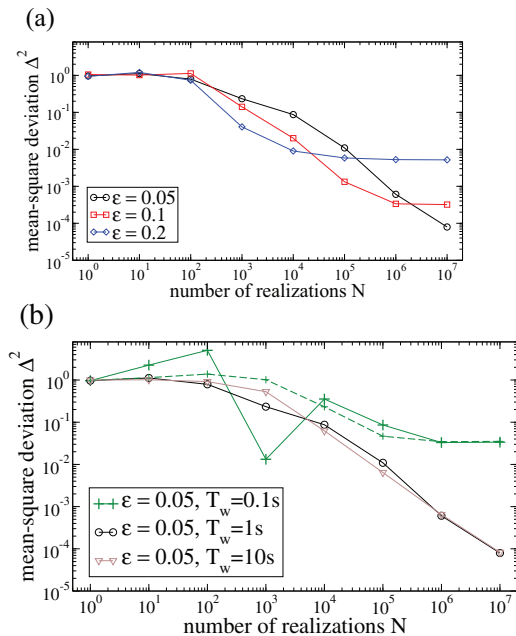 (a)
mean-square deviation Δ²
10¹
10⁰
10⁻¹
10⁻²
10⁻³
10⁻⁴
10⁻⁵
ε = 0.05
ε = 0.1
ε = 0.2
10⁰ 10¹ 10² 10³ 10⁴ 10⁵ 10⁶ 10⁷
number of realizations N
(b)
mean-square deviation Δ²
10⁰
10⁻¹
10⁻²
10⁻³
10⁻⁴
10⁻⁵
ε = 0.05, T_w=0.1s
ε = 0.05, T_w=1s
ε = 0.05, T_w=10s
10⁰ 10¹ 10² 10³ 10⁴ 10⁵ 10⁶ 10⁷
number of realizations N